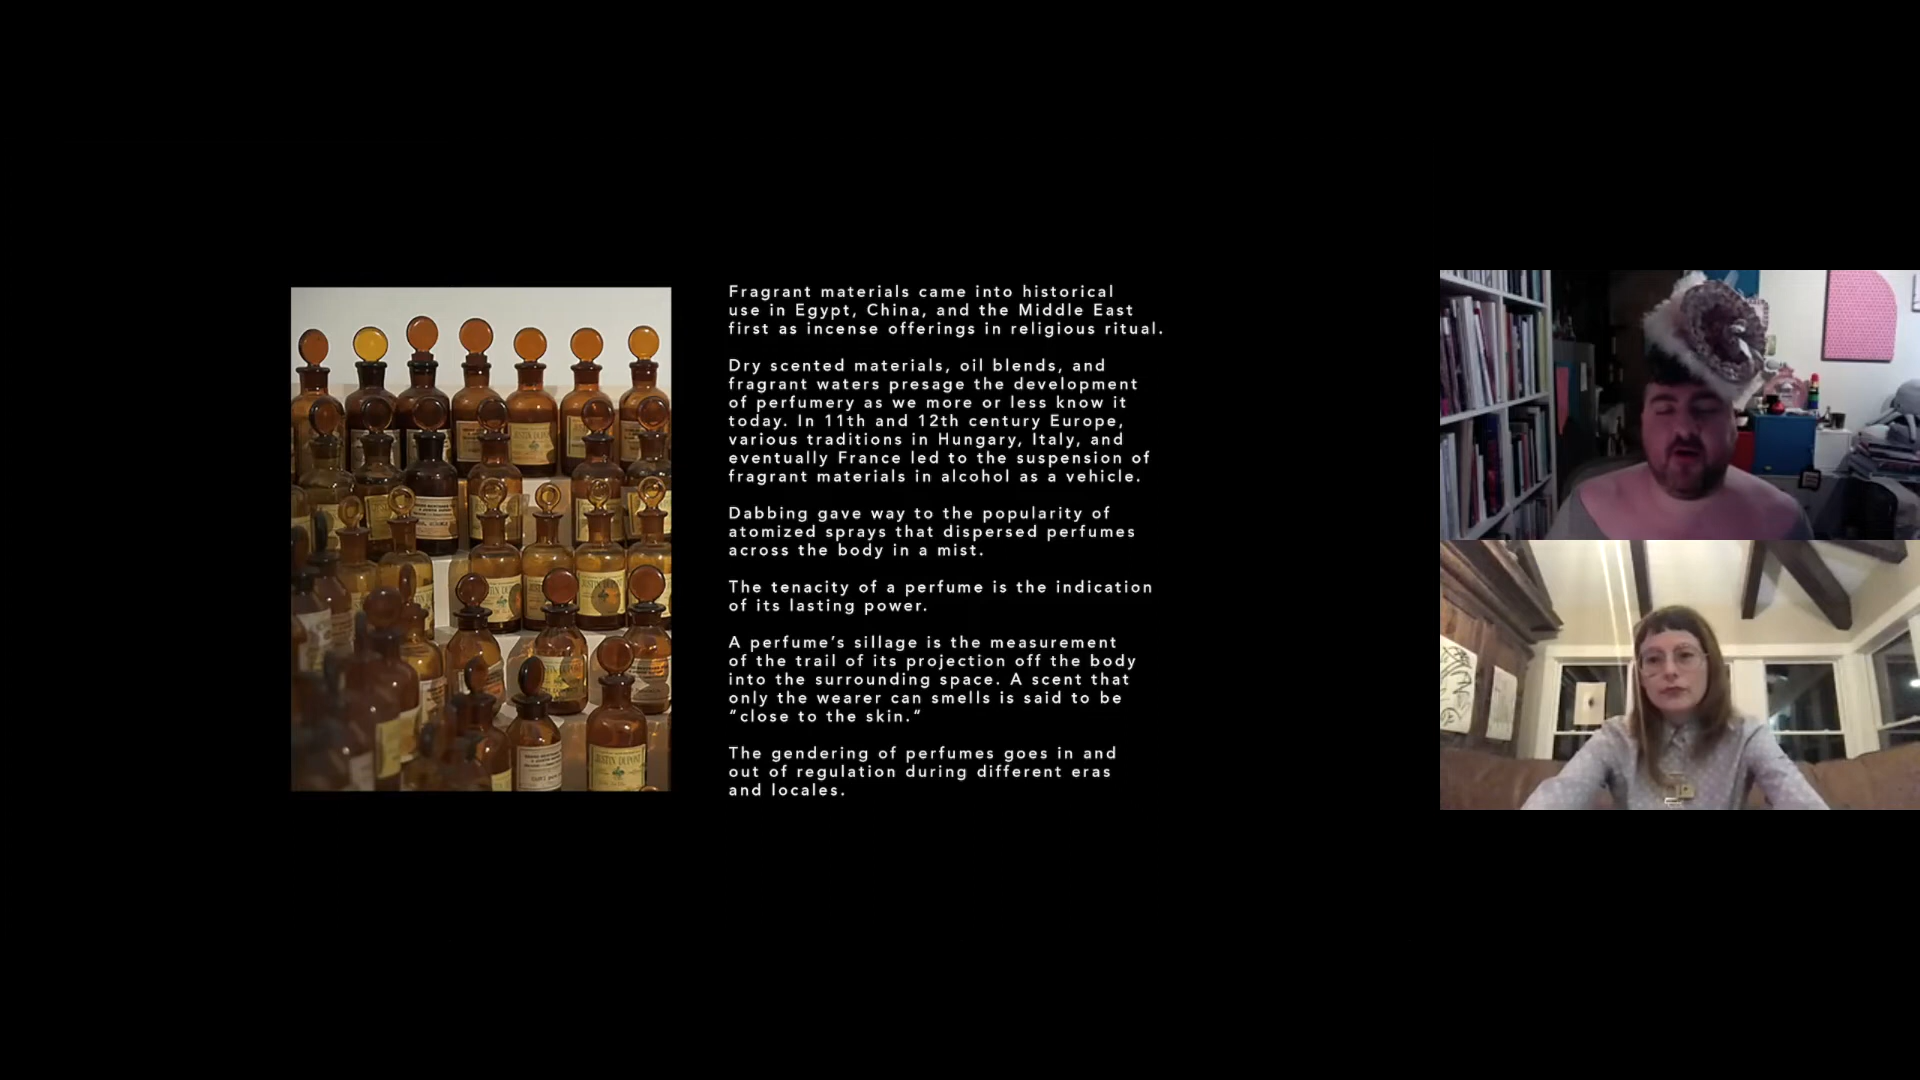 Fragrant materials came into historical
use in Egypt, China, and the Middle East
first as incense offerings in religious ritual.
Dry scented materials, oil blends, and
fragrant waters presage the development
of perfumery as we more or less know it
today. In 11th and 12th century Europe,
various traditions in Hungary, Italy, and
eventually France led to the suspension of
fragrant materials in alcohol as a vehicle.
Dabbing gave way to the popularity of
atomized sprays that dispersed perfumes
across the body in a mist.
The tenacity of a perfume is the indication
of its lasting power.
A perfume’s sillage is the measurement
of the trail of its projection off the body
into the surrounding space. A scent that
only the wearer can smells is said to be
“close to the skin.”
The gendering of perfumes goes in and
out of regulation during different eras
and locales.
JUSTIN DUPONT